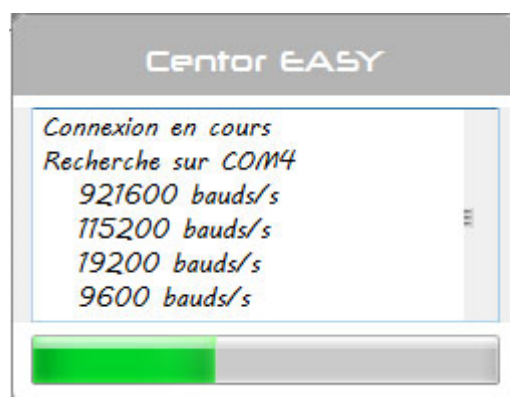 Centor EASY
Connexion en cours
Recherche sur COM4
921600 bauds/s
115200 bauds/s
19200 bauds/s
9600 bauds/s